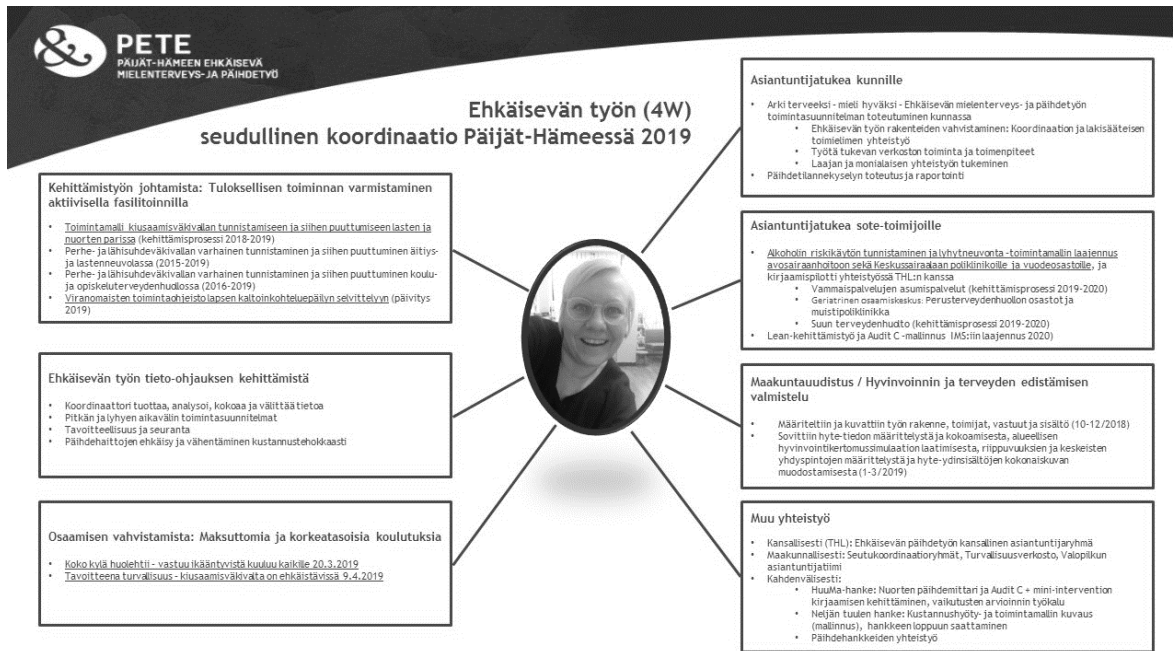 PETE
PÄIJÄT-HÄMEEN EHKÄISEVÄ
MIELENTERVEYS-JA PÄIHDETYÖ
Ehkäisevän työn (4W)
seudullinen koordinaatio Päijät-Hämeessä 2019
Kehittämistyön johtamista: Tuloksellisen toiminnan varmistaminen
aktiivisella fasilitoinnilla
• Toimintamalli kiusaamisväkivallan tunnistamiseen ja siihen puuttumiseen lasten ja
nuorten parissa (kehittämisprosessi 2018-2019)
• Perhe- ja lähisuhdeväkivallan varhainen tunnistaminen ja siihen puuttuminen äitiys-
ja lastenneuvolassa (2015-2019)
• Perhe- ja lähisuhdeväkivallan varhainen tunnistaminen ja siihen puuttuminen koulu-
ja opiskeluterveydenhuollossa (2016-2019)
• Viranomaisten toimintaohjeisto lapsen kaltoinkohteluepäilyn selvittelyyn (päivitys
2019)
Ehkäisevän työn tieto-ohjauksen kehittämistä
• Koordinaattori tuottaa, analysoi, kokoaa ja välittää tietoa
• Pitkän ja lyhyen aikavälin toimintasuunnitelmat
• Tavoitteellisuus ja seuranta
• Päihdehaittojen ehkäisy ja vähentäminen kustannustehokkaasti
Osaamisen vahvistamista: Maksuttomia ja korkeatasoisia koulutuksia
• Koko kylä huolehtii – vastuu ikääntyvistä kuuluu kaikille 20.3.2019
• Tavoitteena turvallisuus – kiusaamisväkivalta on ehkäistävissä 9.4.2019
Asiantuntijatukea kunnille
• Arki terveeksi - mieli hyväksi - Ehkäisevän mielenterveys- ja päihdetyön
toimintasuunnitelman toteutuminen kunnassa
• Ehkäisevän työn rakenteiden vahvistaminen: Koordinaation ja lakisääteisen
toimielimen yhteistyö
• Työtä tukevan verkoston toiminta ja toimenpiteet
• Laajan ja monialaisen yhteistyön tukeminen
• Päihdetilannekyselyn toteutus ja raportointi
Asiantuntijatukea sote-toimijoille
• Alkoholin riskikäytön tunnistaminen ja lyhytneuvonta -toimintamallin laajennus
avosairaanhoitoon sekä Keskussairaalaan poliklinikoille ja vuodeosastoille, ja
kirjaamispilotti yhteistyössä THL:n kanssa
• Vammaispalvelujen asumispalvelut (kehittämisprosessi 2019-2020)
• Geriatrinen osaamiskeskus: Perusterveydenhuollon osastot ja
muistipoliklinikka
• Suun terveydenhuolto (kehittämisprosessi 2019-2020)
• Lean-kehittämistyö ja Audit C -mallinnus IMS:iin laajennus 2020)
Maakuntauudistus / Hyvinvoinnin ja terveyden edistämisen
valmistelu
• Määriteltiin ja kuvattiin työn rakenne, toimijat, vastuut ja sisältö (10-12/2018)
• Sovittiin hyte-tiedon määrittelystä ja kokoamisesta, alueellisen
hyvinvointikertomussimulaation laatimisesta, riippuvuuksien ja keskeisten
yhdyspintojen määrittelystä ja hyte-ydinsisältöjen kokonaiskuvan
muodostamisesta (1-3/2019)
Muu yhteistyö
• Kansallisesti (THL): Ehkäisevän päihdetyön kansallinen asiantuntijaryhmä
• Maakunnallisesti: Seutukoordinaatioryhmät, Turvallisuusverkosto, Valopilkun
asiantuntijatiimi
• Kahdenvälisesti:
• HuuMa-hanke: Nuorten päihdemittari ja Audit C + mini-intervention
kirjaamisen kehittäminen, vaikutusten arvioinnin työkalu
• Neljän tuulen hanke: Kustannushyöty- ja toimintamallin kuvaus
(mallinnus), hankkeen loppuun saattaminen
• Päihdehankkeiden yhteistyö